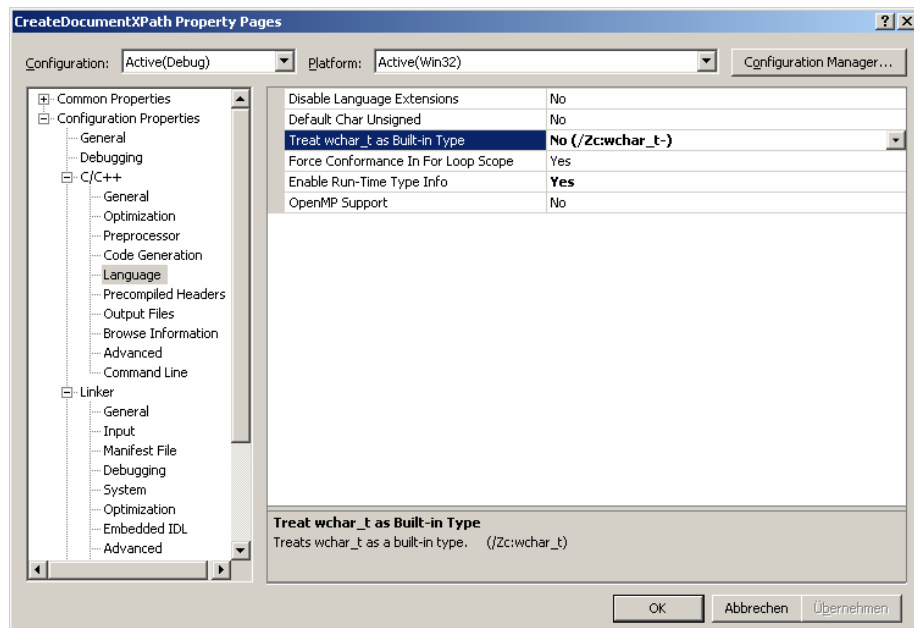 CreateDocumentXPath Property Pages
Configuration: Active(Debug) Platform: Active(Win32) Configuration Manager...
Common Properties
Configuration Properties
General
Debugging
C/C++
General
Optimization
Preprocessor
Code Generation
Language
Precompiled Headers
Output Files
Browse Information
Advanced
Command Line
Linker
General
Input
Manifest File
Debugging
System
Optimization
Embedded IDL
Advanced
Disable Language Extensions No
Default Char Unsigned No
Treat wchar_t as Built-in Type No (/Zc:wchar_t-)
Force Conformance In For Loop Scope Yes
Enable Run-Time Type Info Yes
OpenMP Support No
Treat wchar_t as Built-in Type
Treats wchar_t as a built-in type. (/Zc:wchar_t)
OK Abbrechen Übernehmen